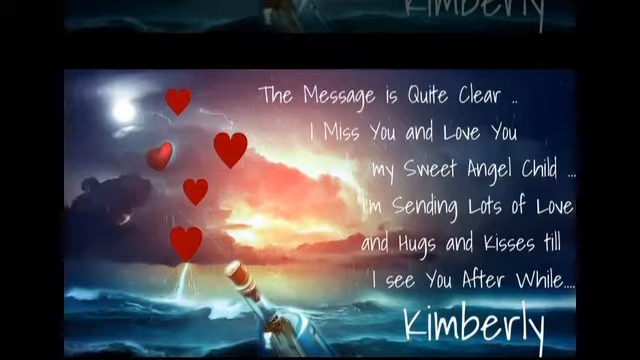 Kimberly
The Message is Quite Clear ..
I Miss You and Love You
my Sweet Angel Child ...
I'm Sending Lots of Love
and Hugs and Kisses till
I see You After While....
Kimberly